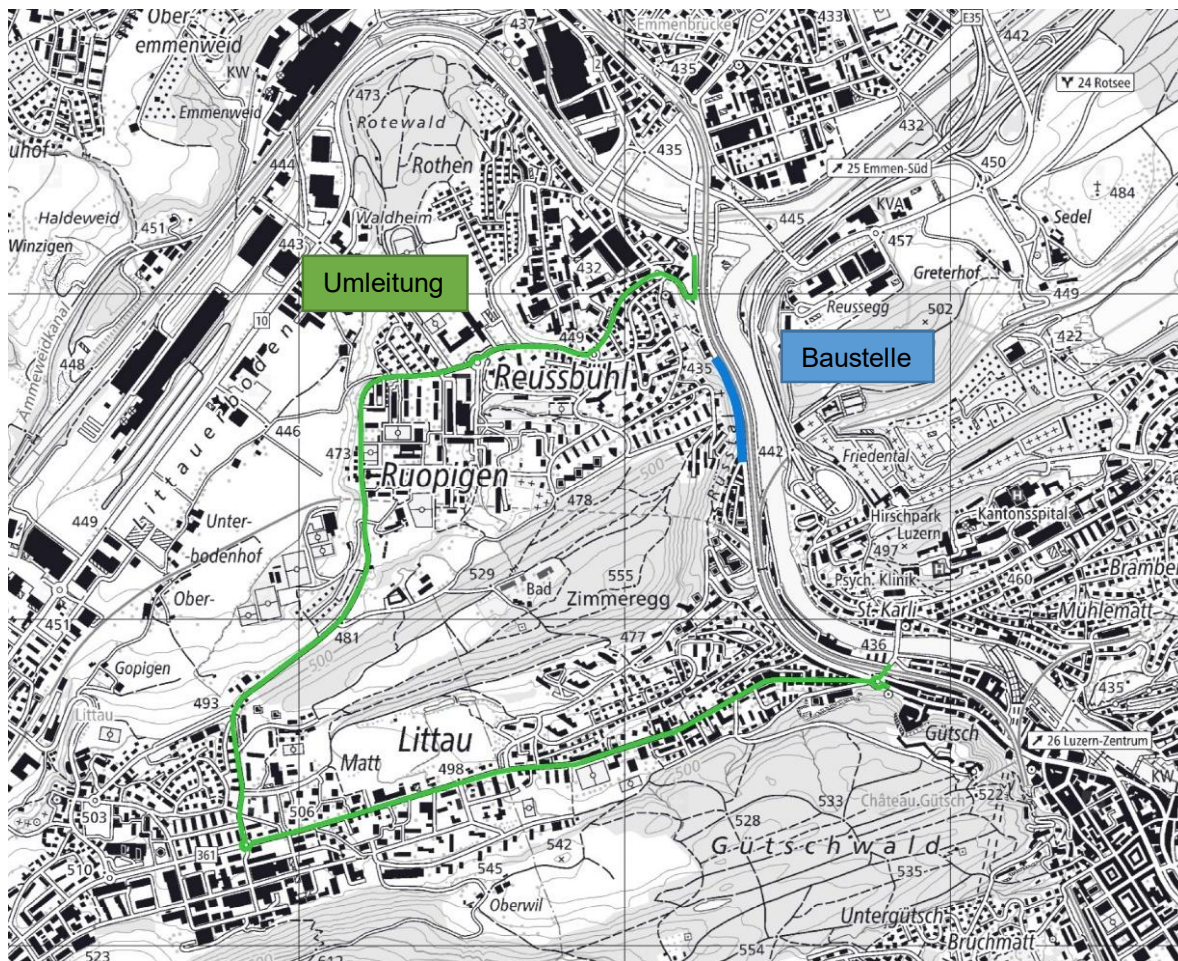 Ober-
emmenweid
KW
Emmenweid
437
Emmenbrücke
435
433
E35
442
2
24 Rotsee
473
Rotewald
Rothen
435
432
450
25 Emmen-Süd
484
444
Haldeweid
451
Winzigen
443
Waldheim
445
KVA
457
Sedel
Umleitung
432
Greterhof
449
Reussegg
502
422
448
10
449
Reussbühl
435
Baustelle
446
473
Ruopigen
442
Friedental
449
Littauerboden
478
Hirschpark
Luzern
497
Kantonsspital
Unter-
bodenhof
Ober-
529
Bad
555
Zimmeregg
Psych. Klinik
460
St. Karli
Mühlematt
451
481
500
477
436
Gopigen
493
500
435
Littau
Littau
Gütsch
26 Luzern-Zentrum
KW
Matt
498
500
503
506
533
Château Gütsch
522
361
528
542
Gütschwald
510
545
535
Oberwil
Untergütsch
Bruchmatt
523
554